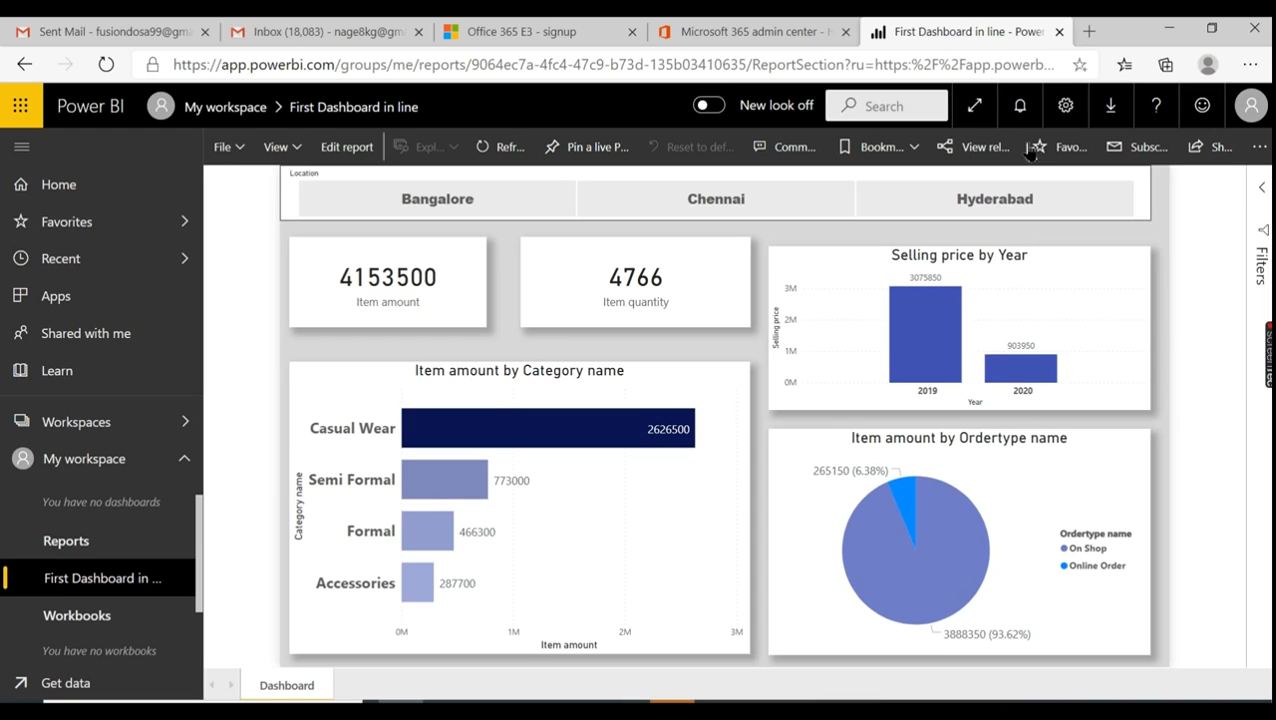 Sent Mail - fusiondosa99@gm
Inbox (18,083) - nage8kg@gm
Office 365 E3 - signup
Microsoft 365 admin center -
First Dashboard in line - Powe
https://app.powerbi.com/groups/me/reports/9064ec7a-4fc4-47c9-b73d-135b03410635/ReportSection?ru=https:%2F%2Fapp.powerb...
Power BI
My workspace > First Dashboard in line
New look off
Search
File
View
Edit report
Expl...
Refr...
Pin a live P...
Reset to def...
Comm...
Bookm...
View rel...
Favo...
Subsc...
Sh...
Home
Favorites
Recent
Apps
Shared with me
Learn
Workspaces
My workspace
You have no dashboards
Reports
First Dashboard in ...
Workbooks
You have no workbooks
Get data
Location
Bangalore
Chennai
Hyderabad
4153500
Item amount
4766
Item quantity
Selling price by Year
3075850
903950
3M
2M
1M
0M
Selling price
2019
2020
Year
Item amount by Category name
Category name
Casual Wear
2626500
Semi Formal
773000
Formal
466300
Accessories
287700
0M
1M
2M
3M
Item amount
Item amount by Ordertype name
265150 (6.38%)
3888350 (93.62%)
Ordertype name
On Shop
Online Order
Filters
Dashboard